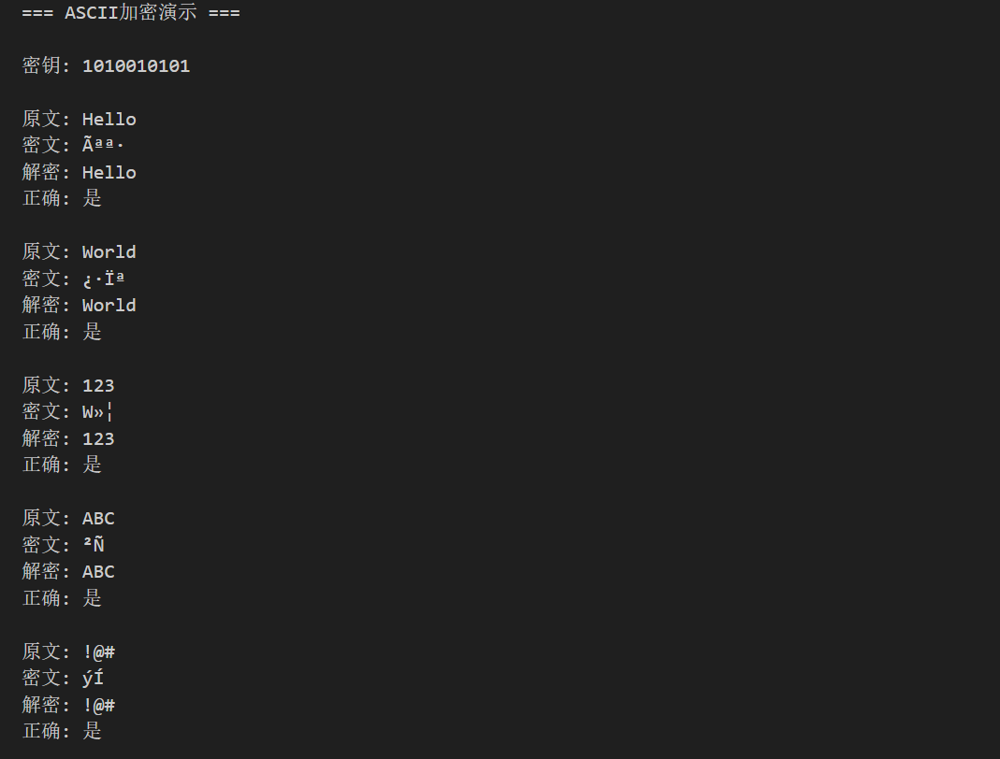 === ASCII加密演示 ===
密钥: 1010010101
原文: Hello
密文: Ãªª·
解密: Hello
正确: 是
原文: World
密文: ¿·Ïª
解密: World
正确: 是
原文: 123
密文: W»¦
解密: 123
正确: 是
原文: ABC
密文: ²Ñ
解密: ABC
正确: 是
原文: !@#
密文: ýÍ
解密: !@#
正确: 是